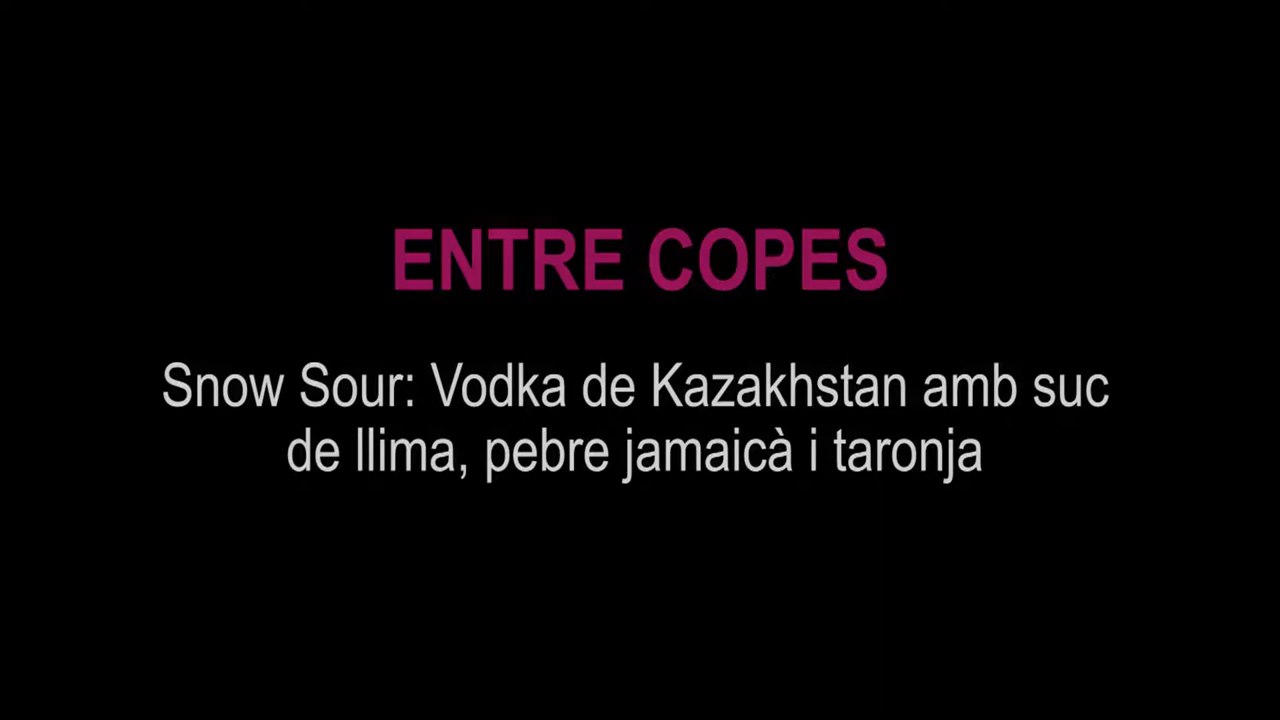 ENTRE COPES
Snow Sour: Vodka de Kazakhstan amb suc
de llima, pebre jamaicà i taronja